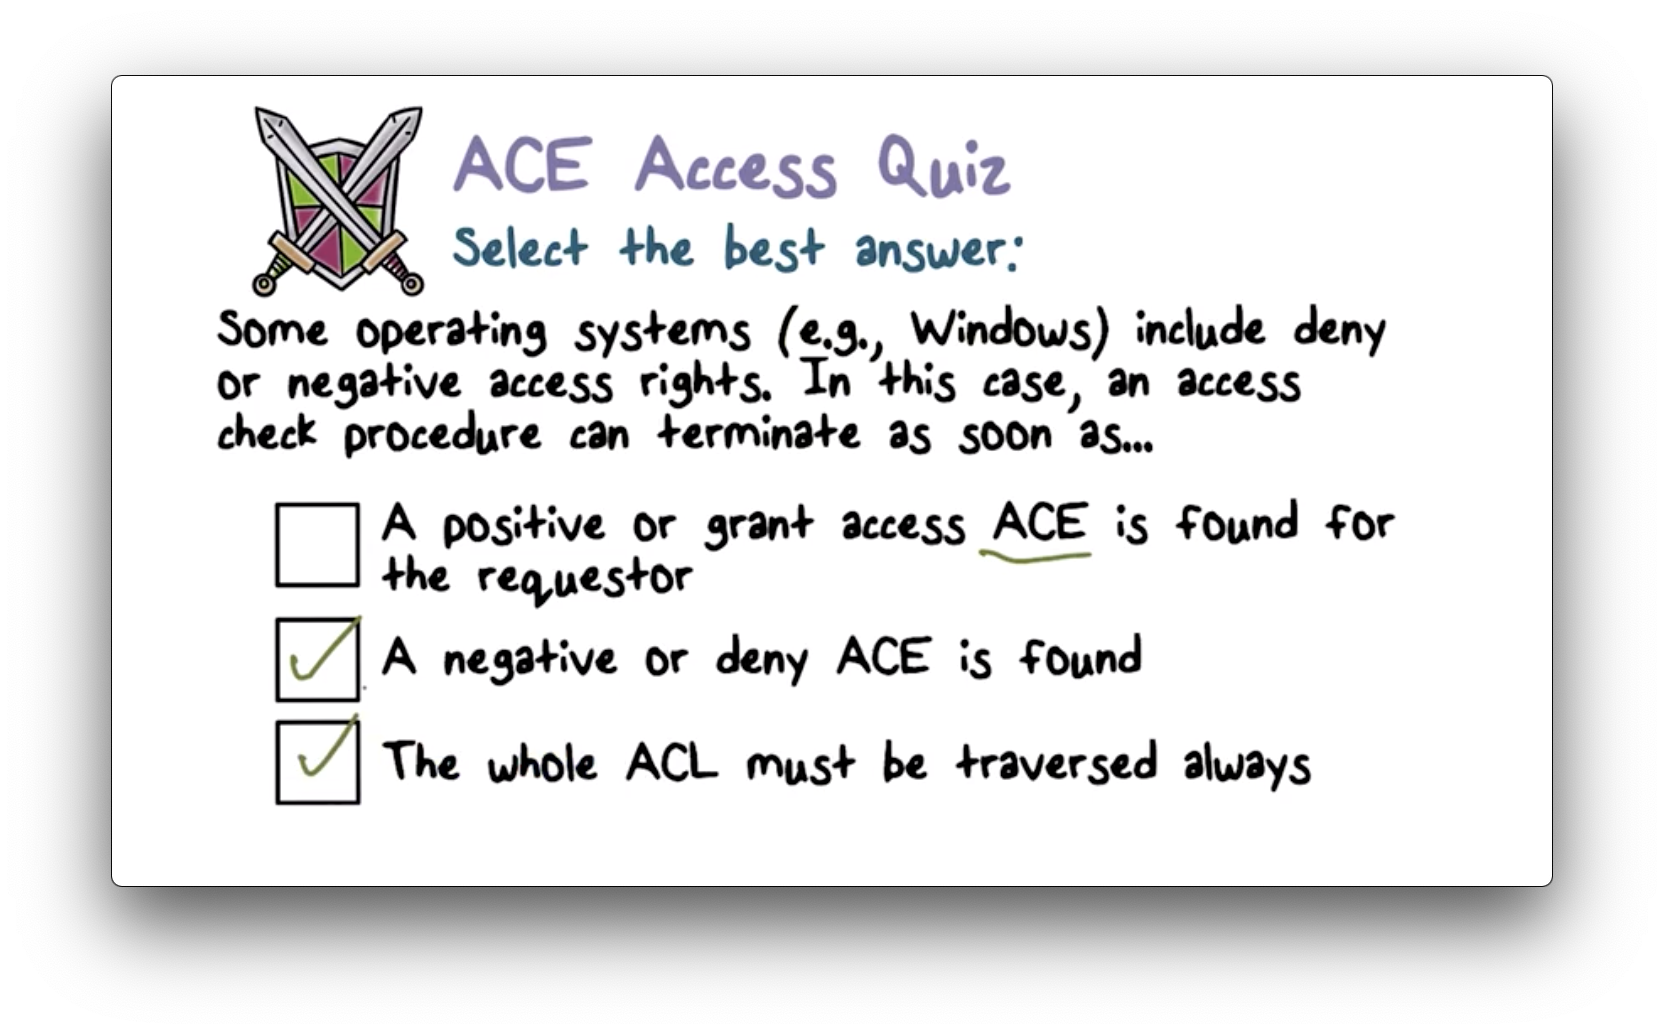 ACE Access Quiz
Select the best answer:
Some operating systems (e.g., Windows) include deny
or negative access rights. In this case, an access
check procedure can terminate as soon as...
A positive or grant access ACE is found for
the requestor
A negative or deny ACE is found
The whole ACL must be traversed always